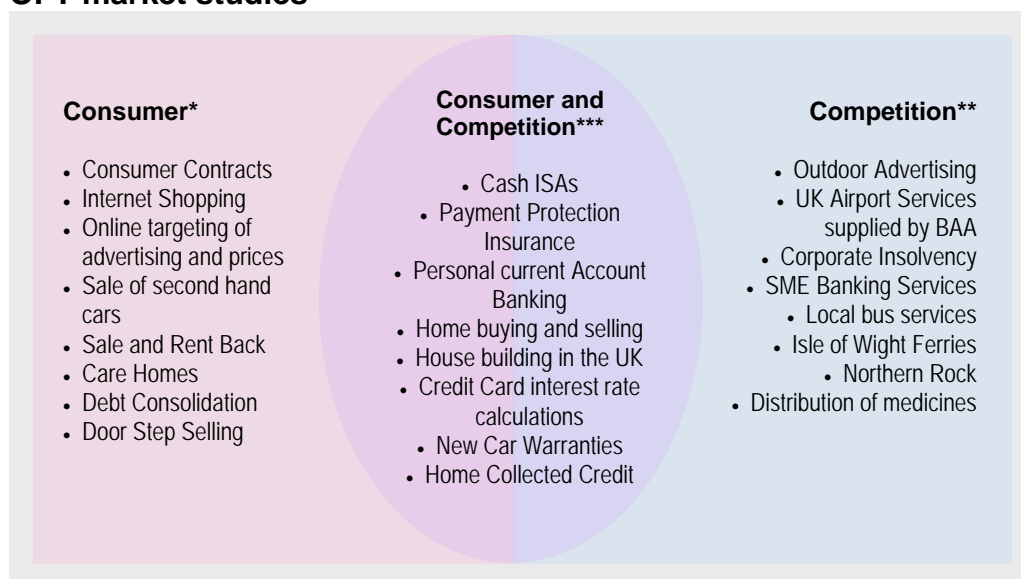 OFT market studies
Consumer*
• Consumer Contracts
• Internet Shopping
• Online targeting of
advertising and prices
• Sale of second hand
cars
• Sale and Rent Back
• Care Homes
• Debt Consolidation
• Door Step Selling
Consumer and
Competition***
• Cash ISAs
• Payment Protection
Insurance
• Personal current Account
Banking
• Home buying and selling
• House building in the UK
• Credit Card interest rate
calculations
• New Car Warranties
• Home Collected Credit
Competition**
• Outdoor Advertising
• UK Airport Services
supplied by BAA
• Corporate Insolvency
• SME Banking Services
• Local bus services
• Isle of Wight Ferries
• Northern Rock
• Distribution of medicines